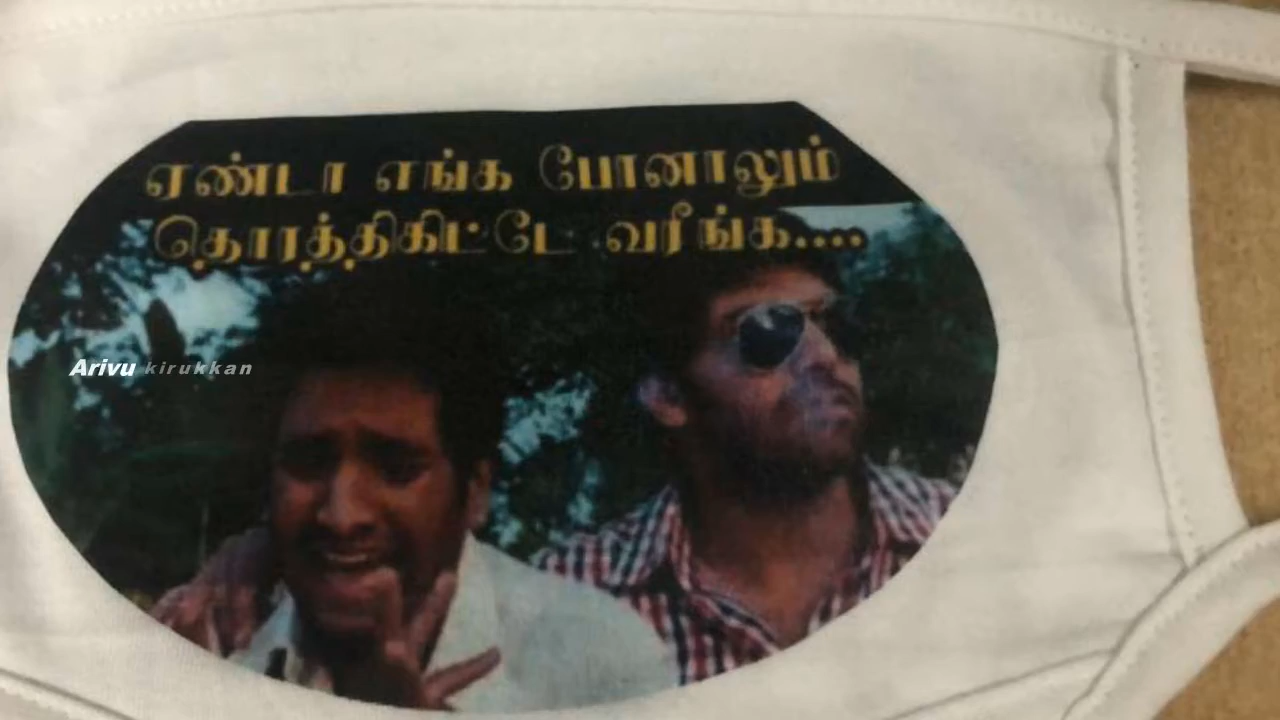 ஏண்டா எங்க போனாலும்
தொரத்திகிட்டே வரீங்க....
Arivu kirukkan